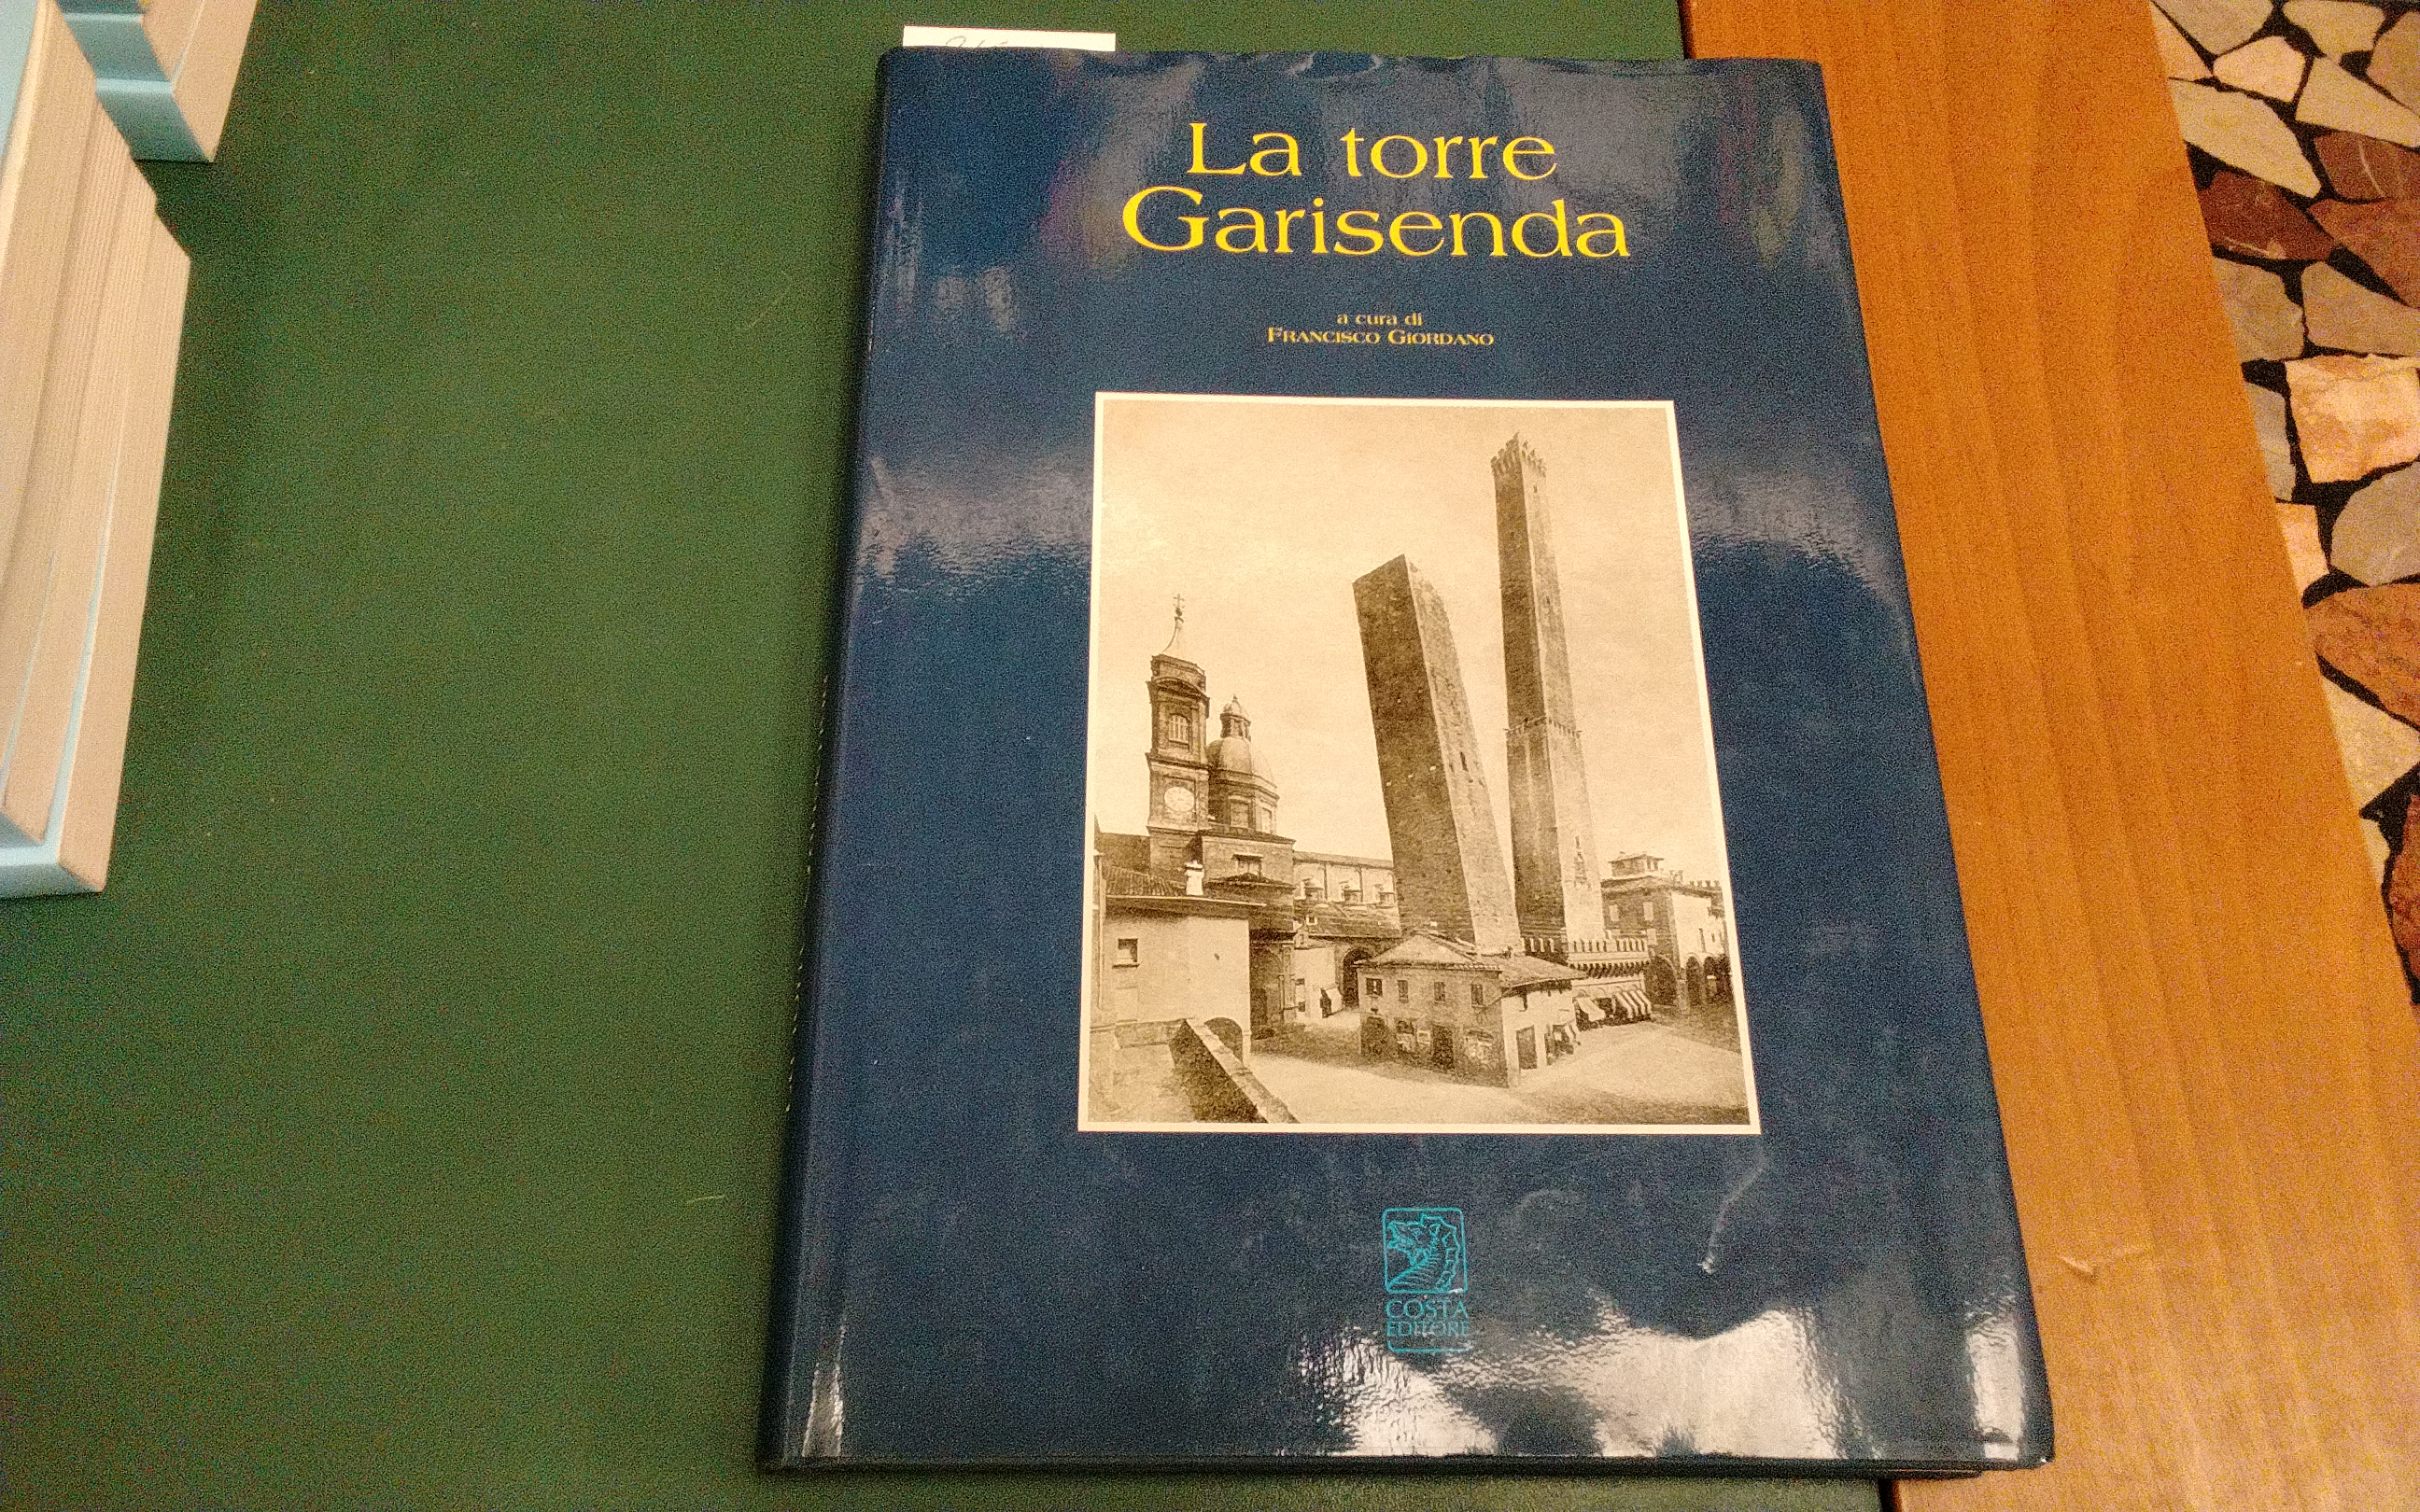 La torre
Garisenda
a cura di
FRANCISCO GIORDANO
COSTA
EDITORE